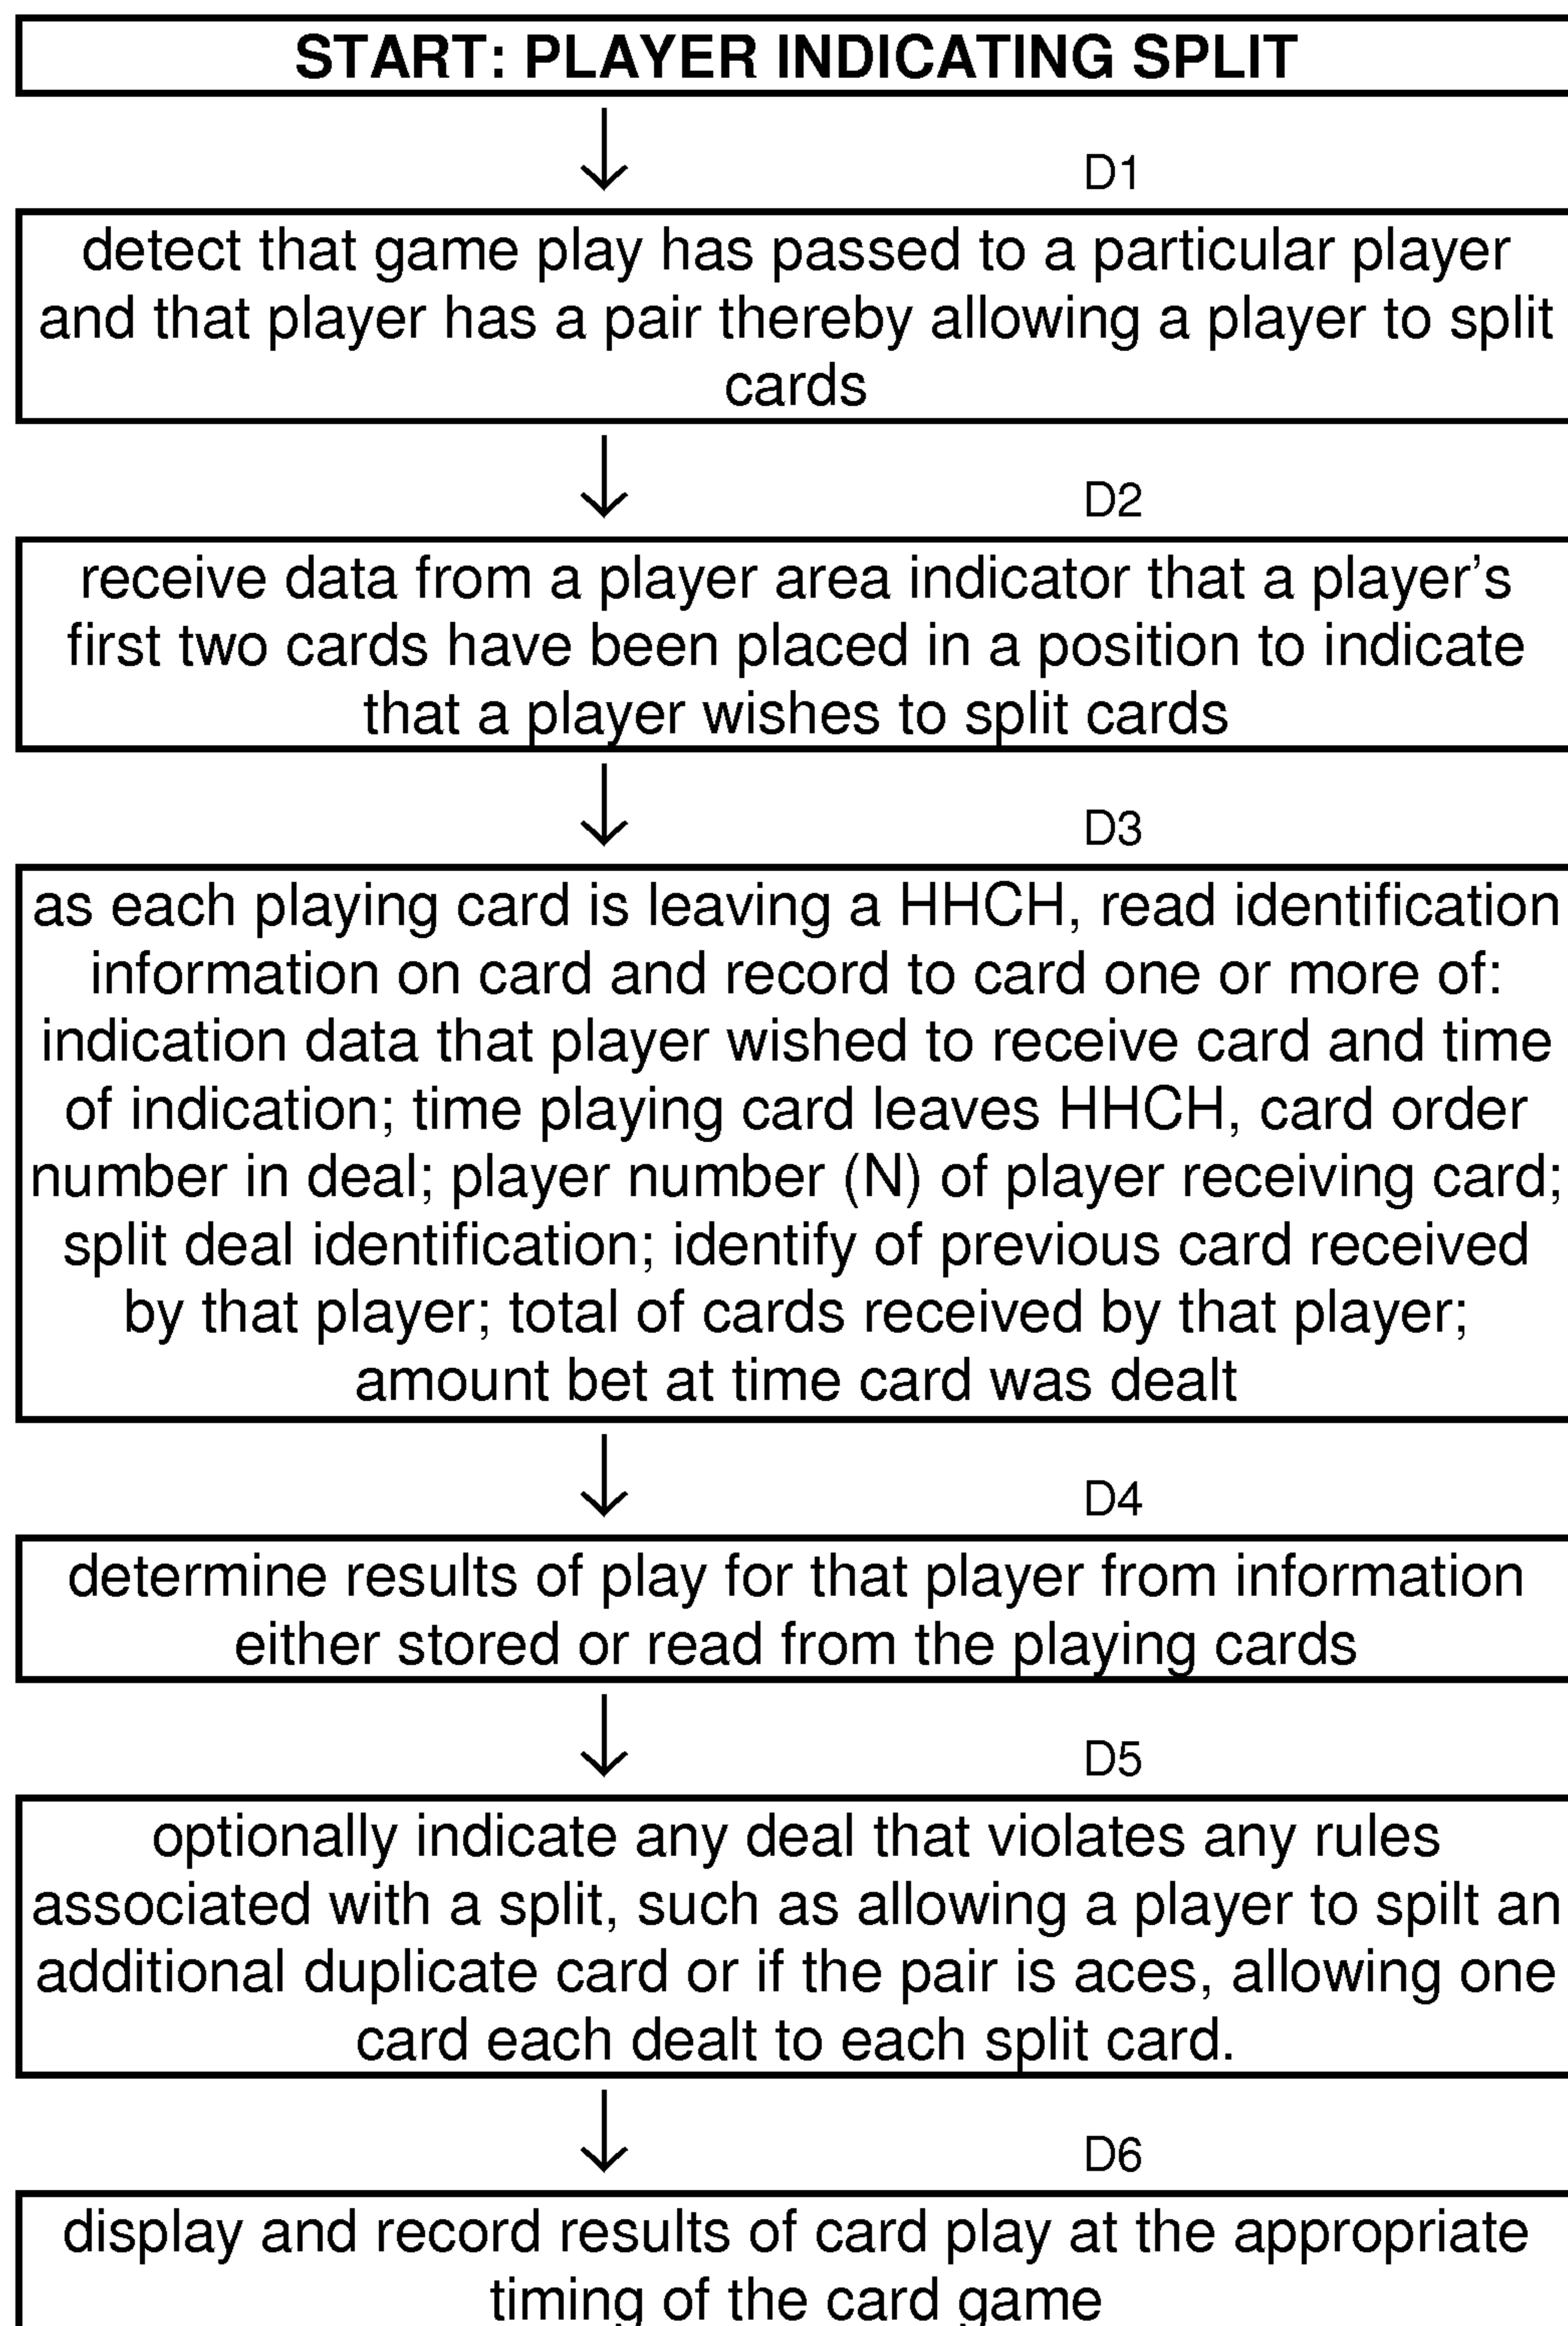 START: PLAYER INDICATING SPLIT
D1
detect that game play has passed to a particular player
and that player has a pair thereby allowing a player to split
cards
D2
receive data from a player area indicator that a player's
first two cards have been placed in a position to indicate
that a player wishes to split cards
D3
as each playing card is leaving a HHCH, read identification
information on card and record to card one or more of:
indication data that player wished to receive card and time
of indication; time playing card leaves HHCH, card order
number in deal; player number (N) of player receiving card;
split deal identification; identify of previous card received
by that player; total of cards received by that player;
amount bet at time card was dealt
D4
determine results of play for that player from information
either stored or read from the playing cards
D5
optionally indicate any deal that violates any rules
associated with a split, such as allowing a player to spilt an
additional duplicate card or if the pair is aces, allowing one
card each dealt to each split card.
D6
display and record results of card play at the appropriate
timing of the card game